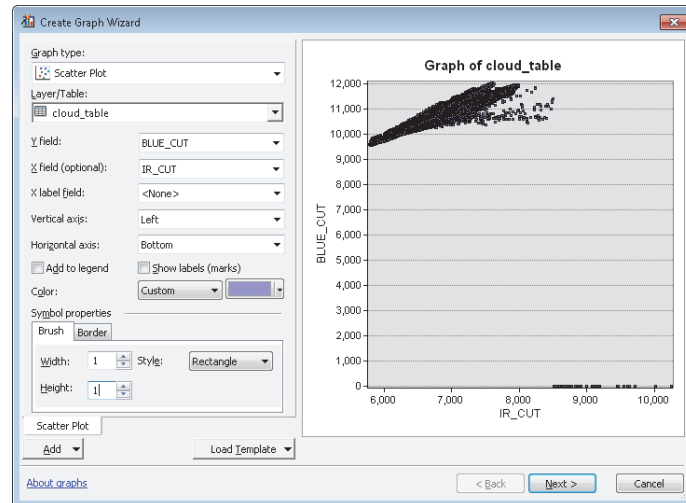 Create Graph Wizard
Graph type:
Scatter Plot
Layer/Table:
cloud_table
Y field:
BLUE_CUT
X field (optional):
IR_CUT
X label field:
<None>
Vertical axis:
Left
Horizontal axis:
Bottom
Add to legend
Show labels (marks)
Color:
Custom
Symbol properties
Brush
Border
Width:
1
Style:
Rectangle
Height:
1
Scatter Plot
Add
Load Template
About graphs
< Back
Next >
Cancel
Graph of cloud_table
12,000
11,000
10,000
9,000
8,000
7,000
6,000
5,000
4,000
3,000
2,000
1,000
0
BLUE_CUT
6,000
7,000
8,000
9,000
10,000
IR_CUT